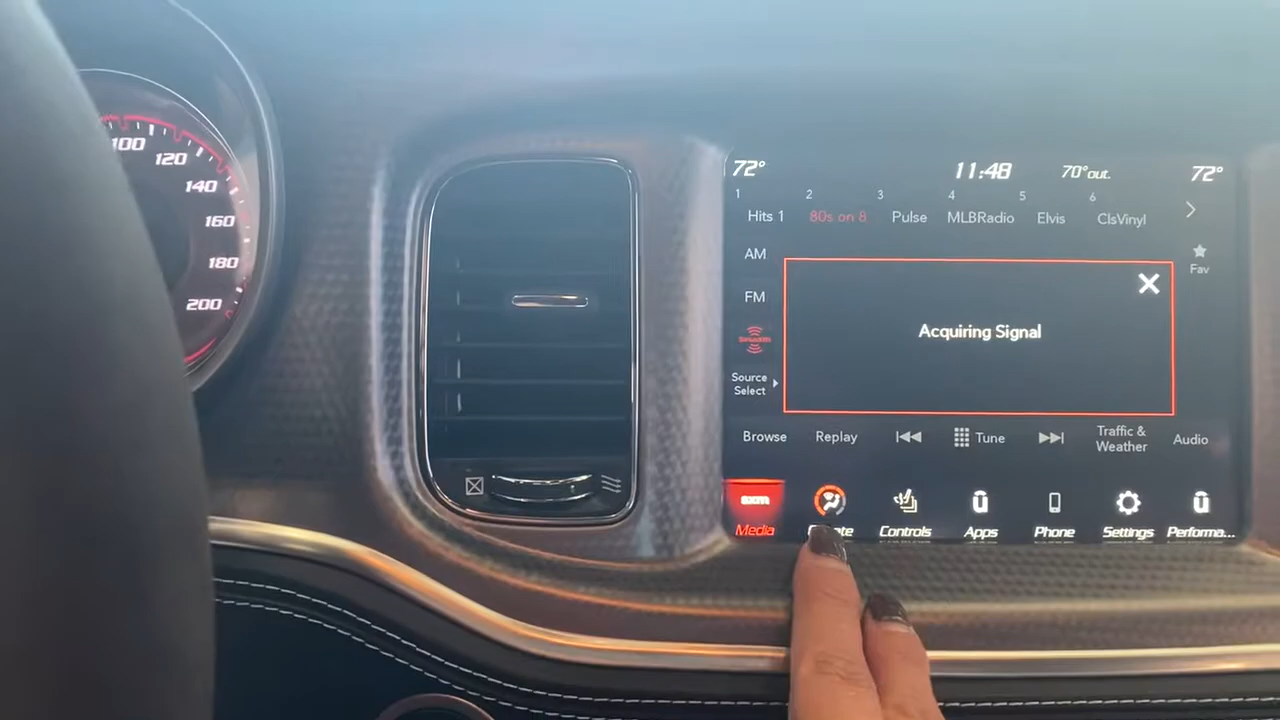 100
120
140
160
180
200
72° 11:48 70°out. 72°
1 2 3 4 5 6
Hits 1 80s on 8 Pulse MLBRadio Elvis ClsVinyl
AM
Fav
FM
Acquiring Signal
SiriusXM
Source
Select
Browse Replay Tune Traffic &
Weather Audio
sxm
Media Controls Apps Phone Settings Performa...